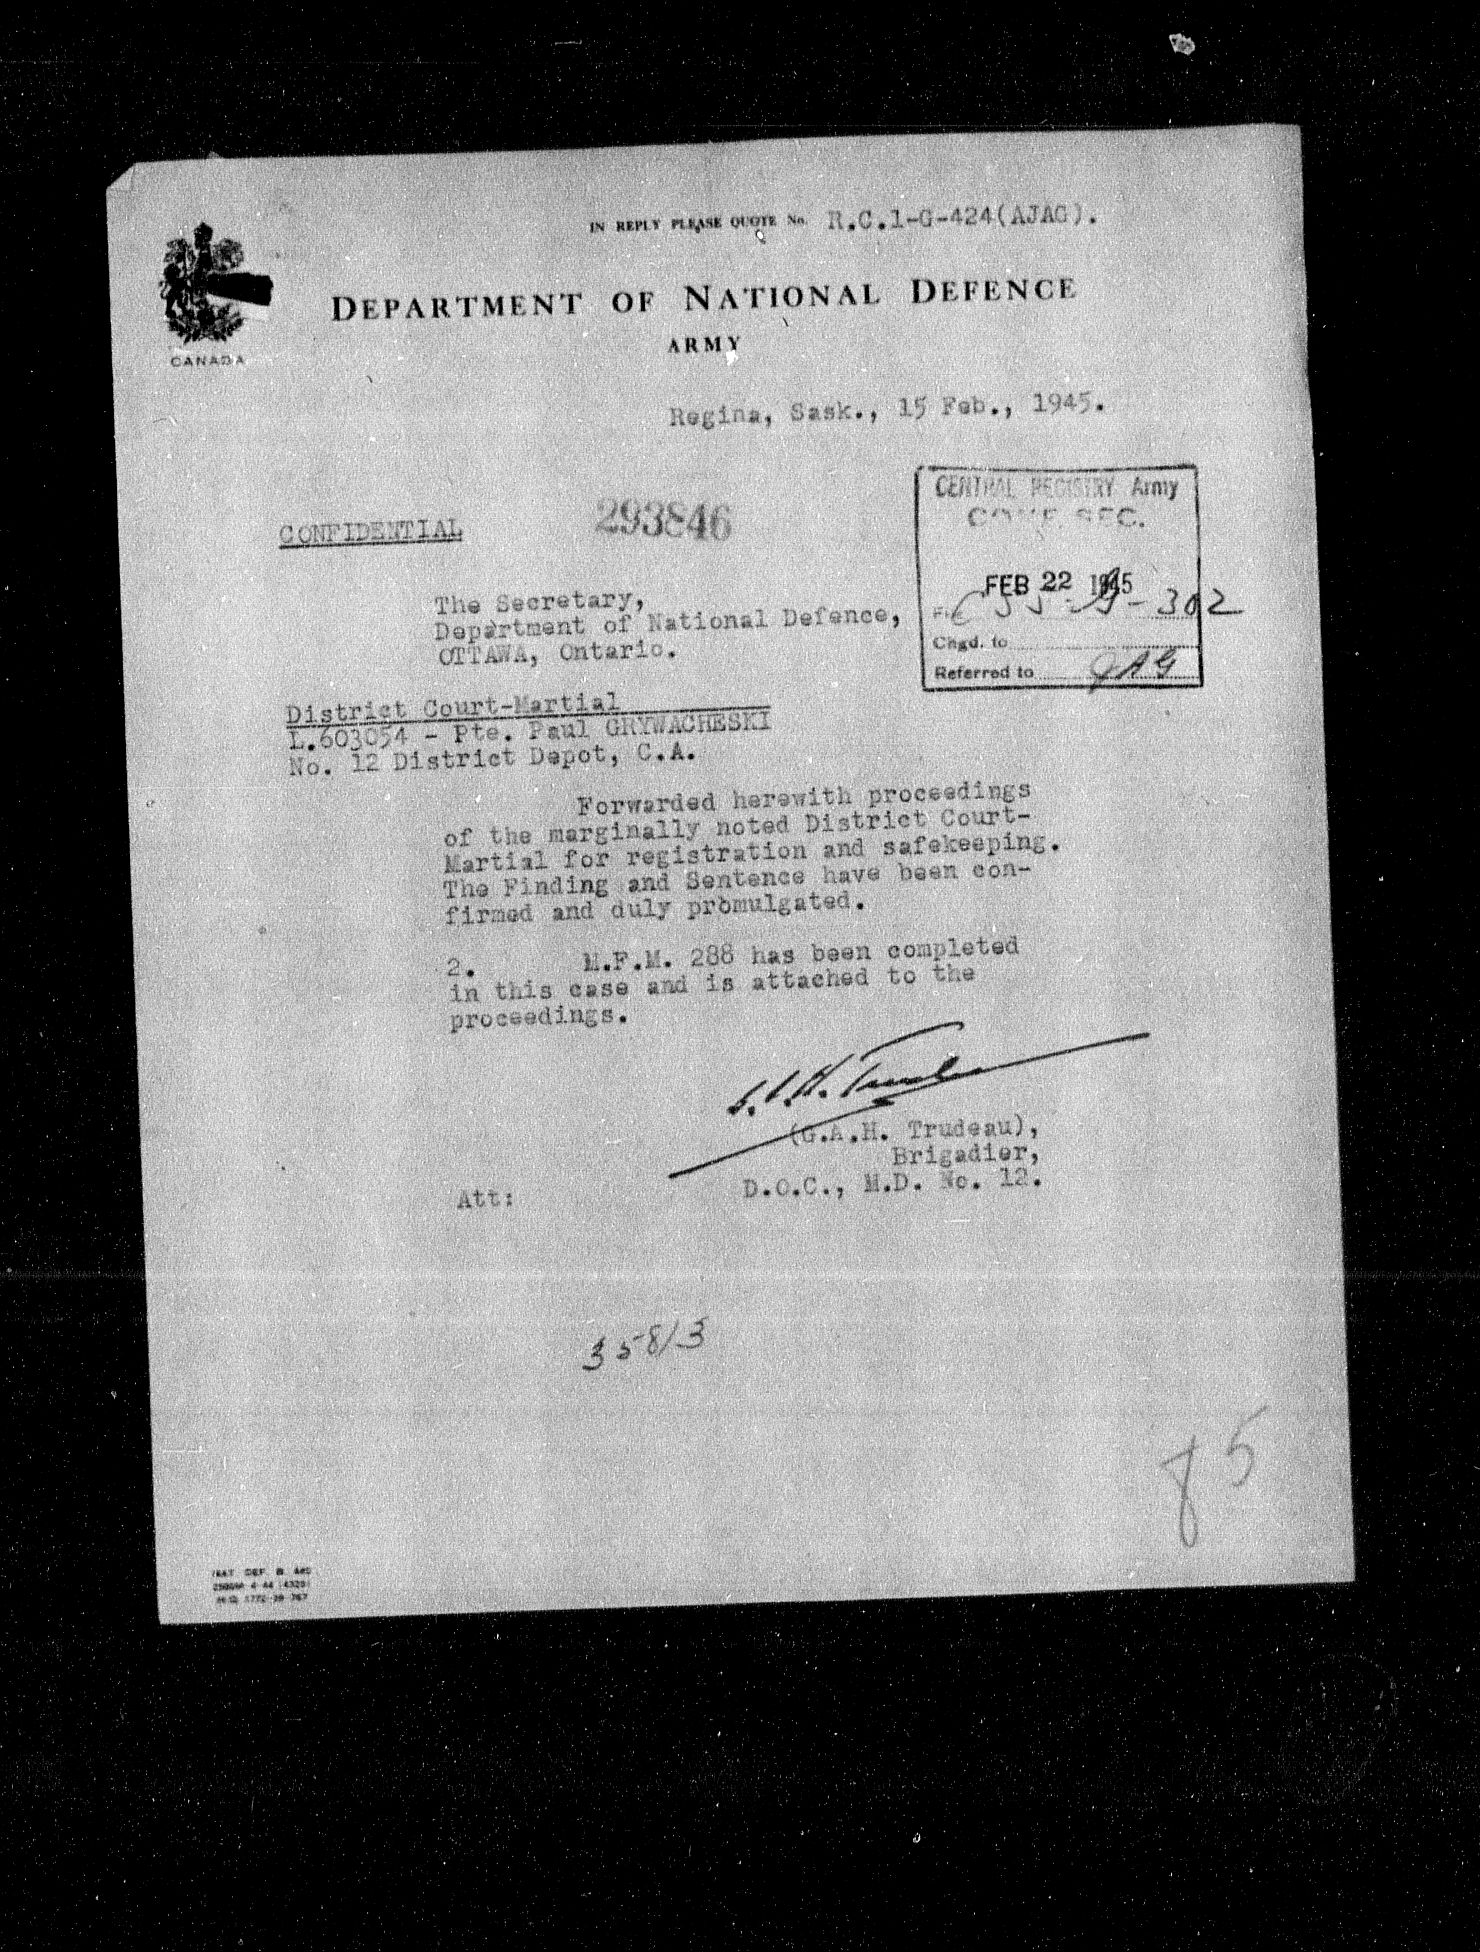 IN REPLY PLEASE QUOTE No. R.C.1-G-424(AJAG).
CANADA
DEPARTMENT OF NATIONAL DEFENCE
ARMY
Regina, Sask., 15 Feb., 1945.
CENTRAL REGISTRY Army
SEC.
FEB 22 1945
File C 55-G-302
Chgd. to
Referred to JAG
CONFIDENTIAL
293846
The Secretary,
Department of National Defence,
OTTAWA, Ontario.
District Court-Martial
L.603054 - Pte. Paul GRYWACHESKI
No. 12 District Depot, C.A.
Forwarded herewith proceedings
of the marginally noted District Court-
Martial for registration and safekeeping.
The Finding and Sentence have been con-
firmed and duly promulgated.
2. M.F.M. 288 has been completed
in this case and is attached to the
proceedings.
(G.A.H. Trudeau),
Brigadier,
D.O.C., M.D. No. 12.
Att:
35813
85